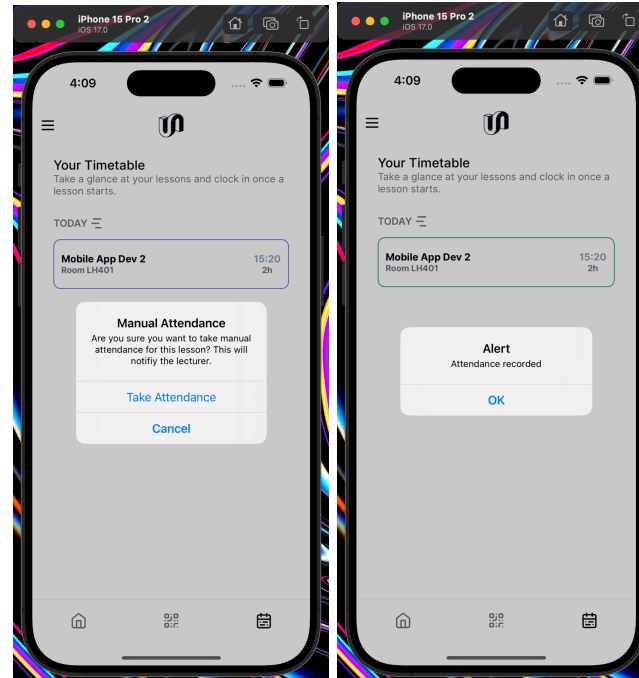 iPhone 15 Pro 2
iOS 17.0
4:09
Your Timetable
Take a glance at your lessons and clock in once a
lesson starts.
TODAY
Mobile App Dev 2
15:20
Room LH401
2h
Manual Attendance
Are you sure you want to take manual
attendance for this lesson? This will
notifiy the lecturer.
Take Attendance
Cancel
iPhone 15 Pro 2
iOS 17.0
4:09
Your Timetable
Take a glance at your lessons and clock in once a
lesson starts.
TODAY
Mobile App Dev 2
15:20
Room LH401
2h
Alert
Attendance recorded
OK